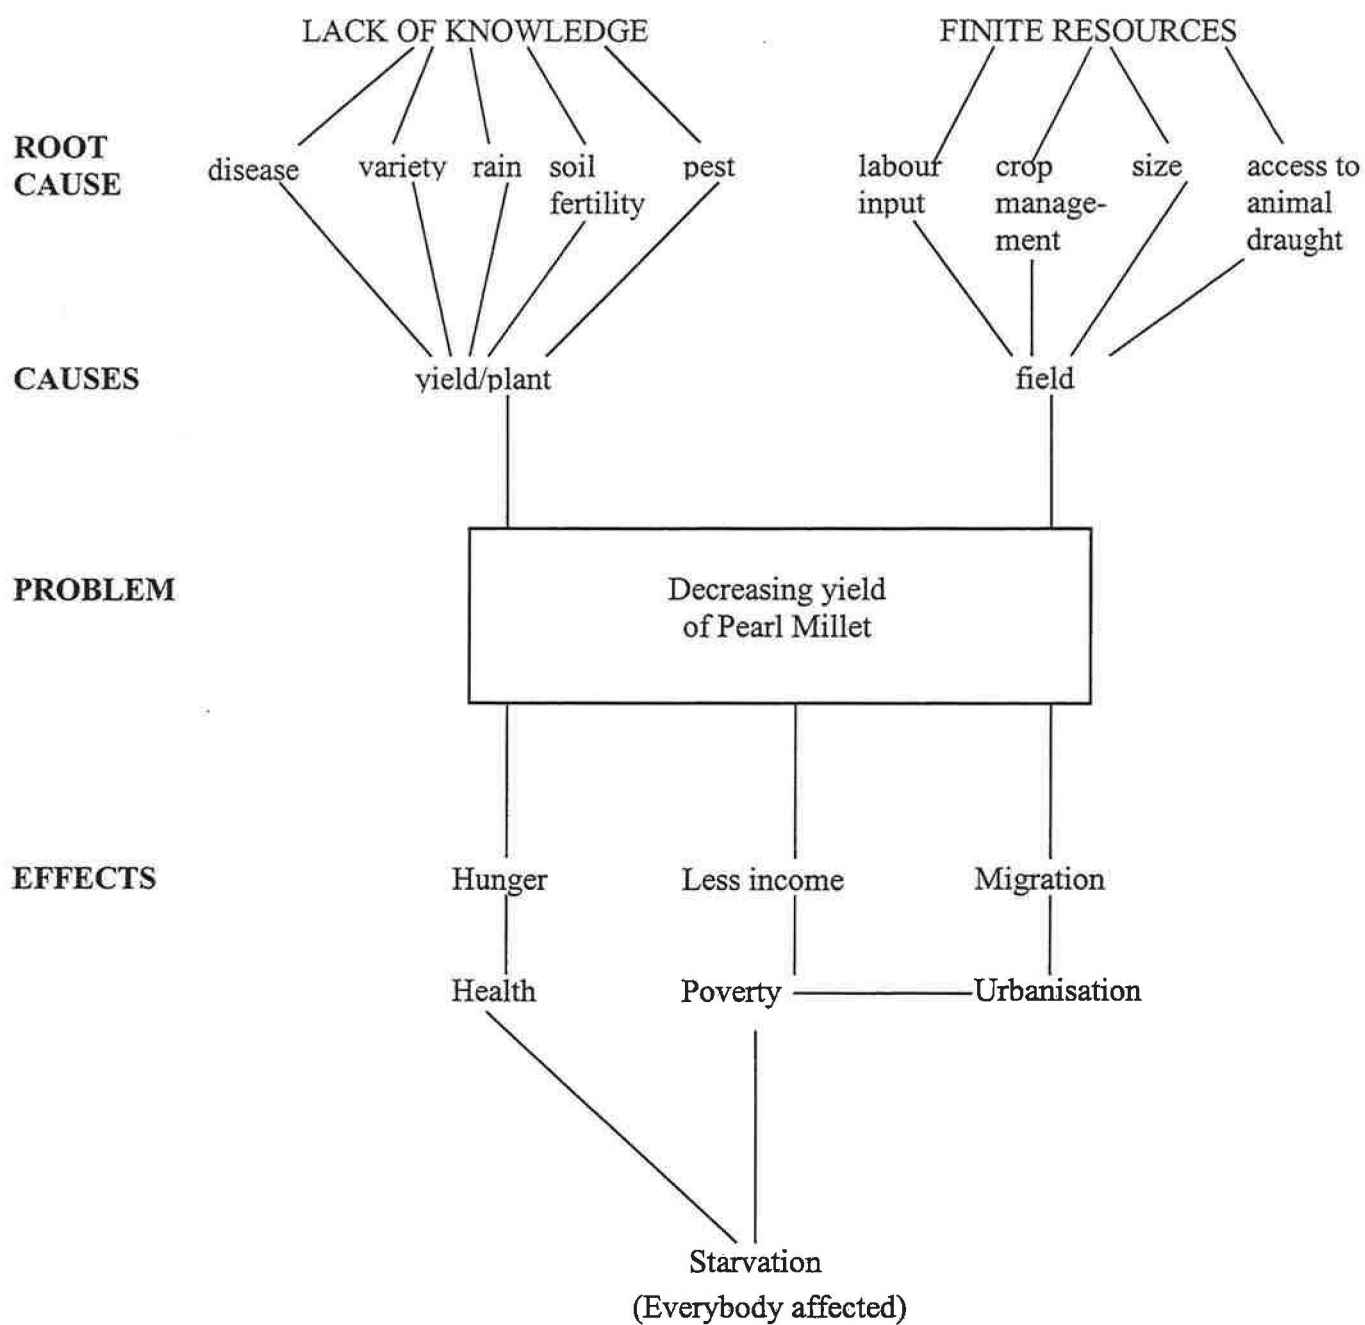 LACK OF KNOWLEDGE
FINITE RESOURCES
ROOT
CAUSE
disease
variety
rain
soil
fertility
pest
labour
input
crop
manage-
ment
size
access to
animal
draught
CAUSES
yield/plant
field
PROBLEM
Decreasing yield
of Pearl Millet
EFFECTS
Hunger
Less income
Migration
Health
Poverty
Urbanisation
Starvation
(Everybody affected)